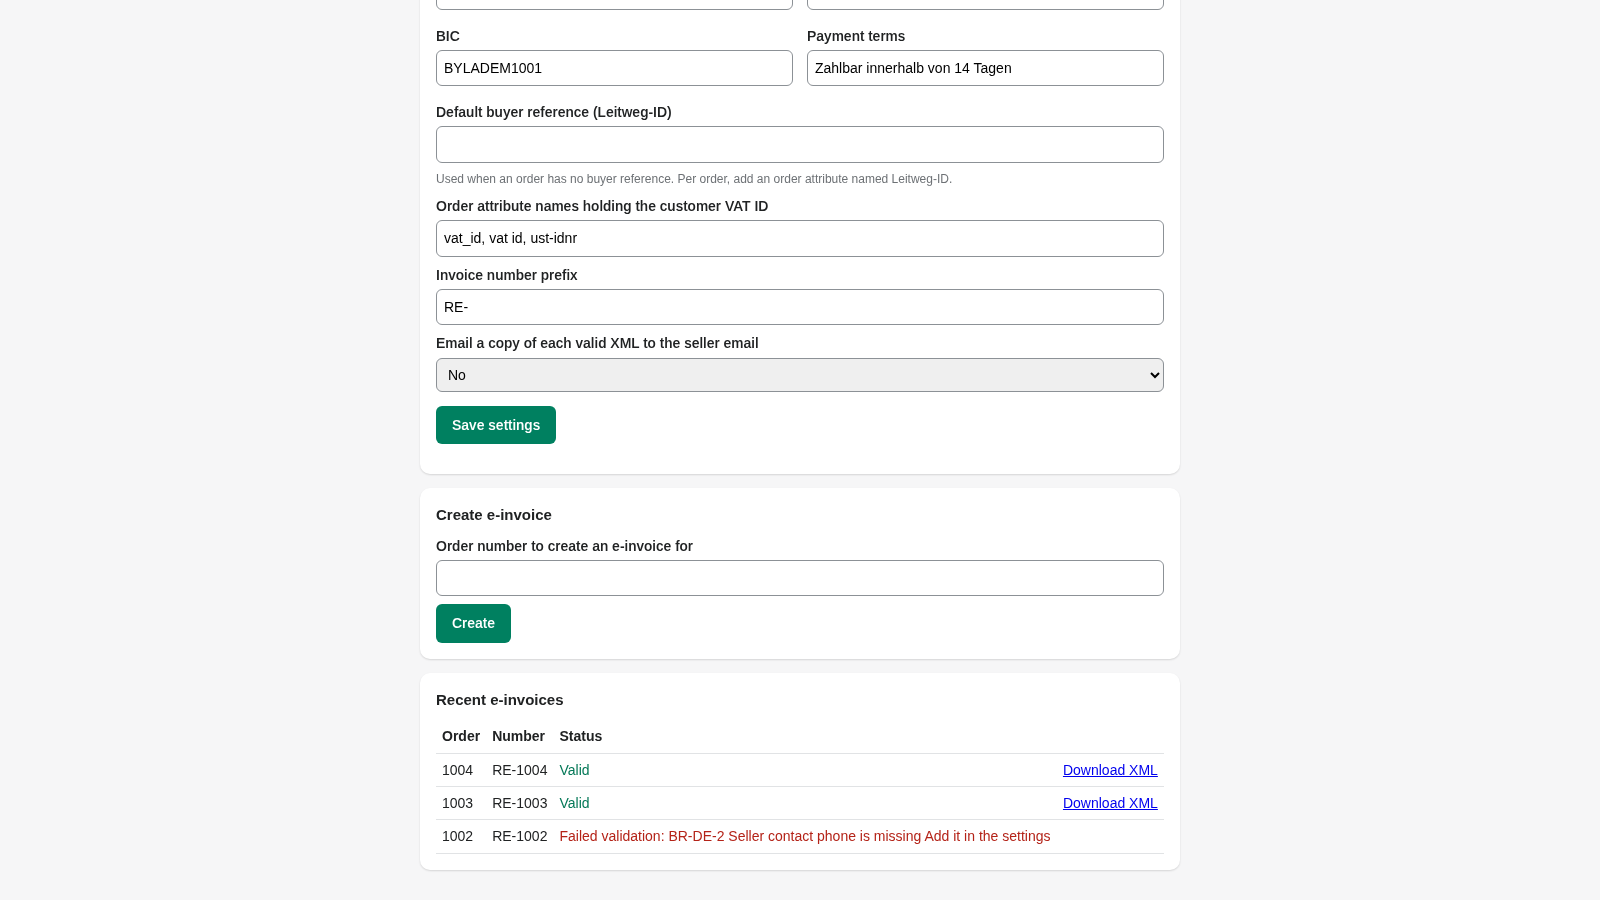 BIC
Payment terms
BYLADEM1001
Zahlbar innerhalb von 14 Tagen
Default buyer reference (Leitweg-ID)
Used when an order has no buyer reference. Per order, add an order attribute named Leitweg-ID.
Order attribute names holding the customer VAT ID
vat_id, vat id, ust-idnr
Invoice number prefix
RE-
Email a copy of each valid XML to the seller email
No
Save settings
Create e-invoice
Order number to create an e-invoice for
Create
Recent e-invoices
Order Number Status
1004 RE-1004 Valid Download XML
1003 RE-1003 Valid Download XML
1002 RE-1002 Failed validation: BR-DE-2 Seller contact phone is missing Add it in the settings